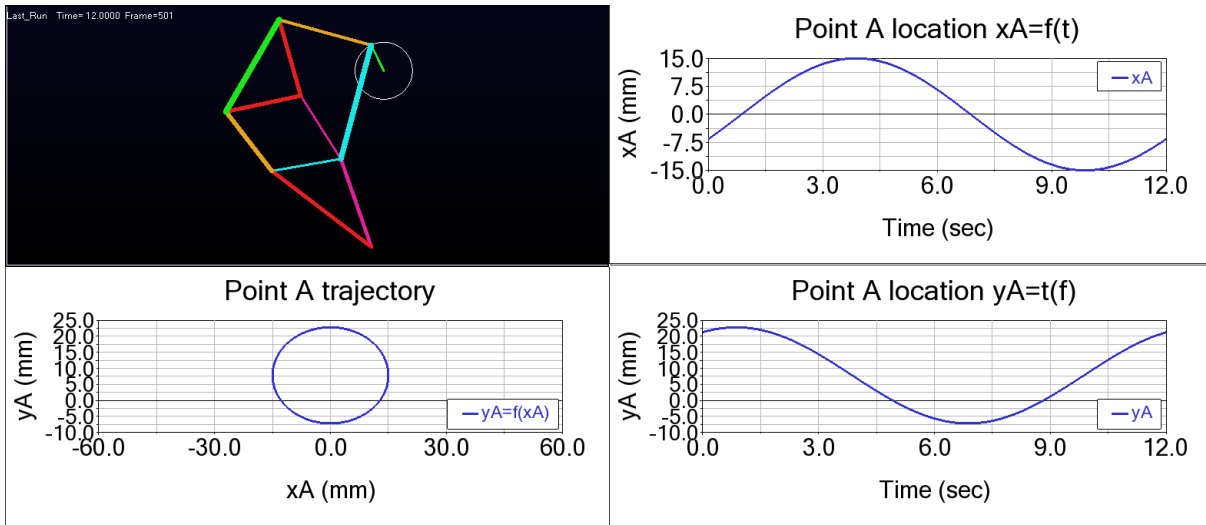 Last_Run Time= 12.0000 Frame=501
Point A location xA=f(t)
xA (mm)
15.0
7.5
0.0
-7.5
-15.0
xA
0.0 3.0 6.0 9.0 12.0
Time (sec)
Point A trajectory
yA (mm)
25.0
20.0
15.0
10.0
5.0
0.0
-5.0
-10.0
yA=f(xA)
-60.0 -30.0 0.0 30.0 60.0
xA (mm)
Point A location yA=t(f)
yA (mm)
25.0
20.0
15.0
10.0
5.0
0.0
-5.0
-10.0
yA
0.0 3.0 6.0 9.0 12.0
Time (sec)